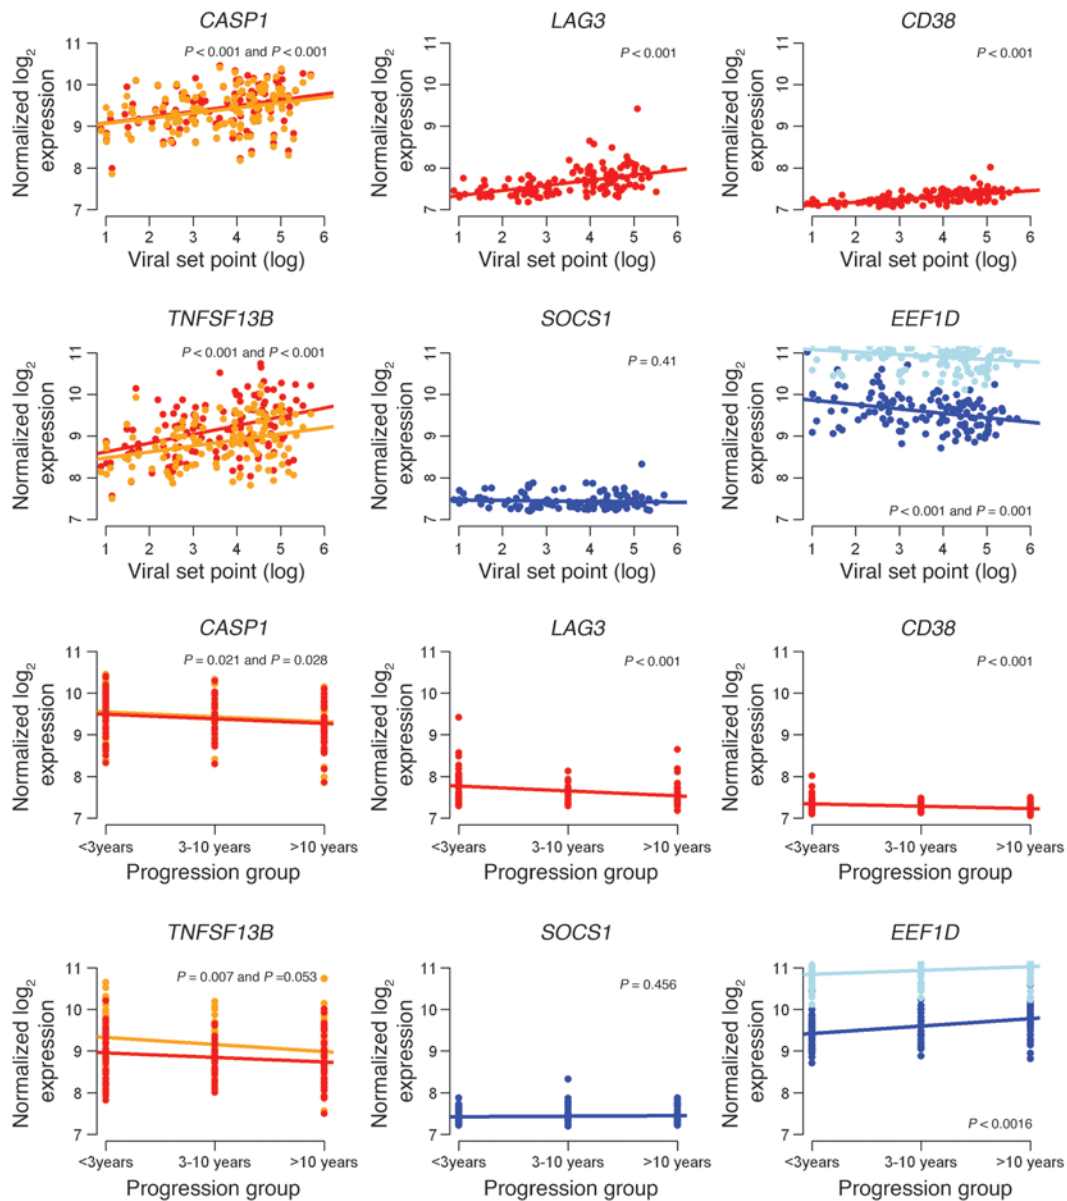 CASP1
LAG3
CD38
P < 0.001 and P < 0.001
P < 0.001
P < 0.001
Normalized log2
expression
11
10
9
8
7
Normalized log2
expression
11
10
9
8
7
Normalized log2
expression
11
10
9
8
7
1 2 3 4 5 6
1 2 3 4 5 6
1 2 3 4 5 6
Viral set point (log)
Viral set point (log)
Viral set point (log)
TNFSF13B
SOCS1
EEF1D
P < 0.001 and P < 0.001
P = 0.41
P < 0.001 and P = 0.001
Normalized log2
expression
11
10
9
8
7
Normalized log2
expression
11
10
9
8
7
Normalized log2
expression
11
10
9
8
7
1 2 3 4 5 6
1 2 3 4 5 6
1 2 3 4 5 6
Viral set point (log)
Viral set point (log)
Viral set point (log)
CASP1
LAG3
CD38
P = 0.021 and P = 0.028
P < 0.001
P < 0.001
Normalized log2
expression
11
10
9
8
7
Normalized log2
expression
11
10
9
8
7
Normalized log2
expression
11
10
9
8
7
<3years 3-10 years >10 years
<3years 3-10 years >10 years
<3years 3-10 years >10 years
Progression group
Progression group
Progression group
TNFSF13B
SOCS1
EEF1D
P = 0.007 and P =0.053
P = 0.456
P < 0.0016
Normalized log2
expression
11
10
9
8
7
Normalized log2
expression
11
10
9
8
7
Normalized log2
expression
11
10
9
8
7
<3years 3-10 years >10 years
<3years 3-10 years >10 years
<3years 3-10 years >10 years
Progression group
Progression group
Progression group